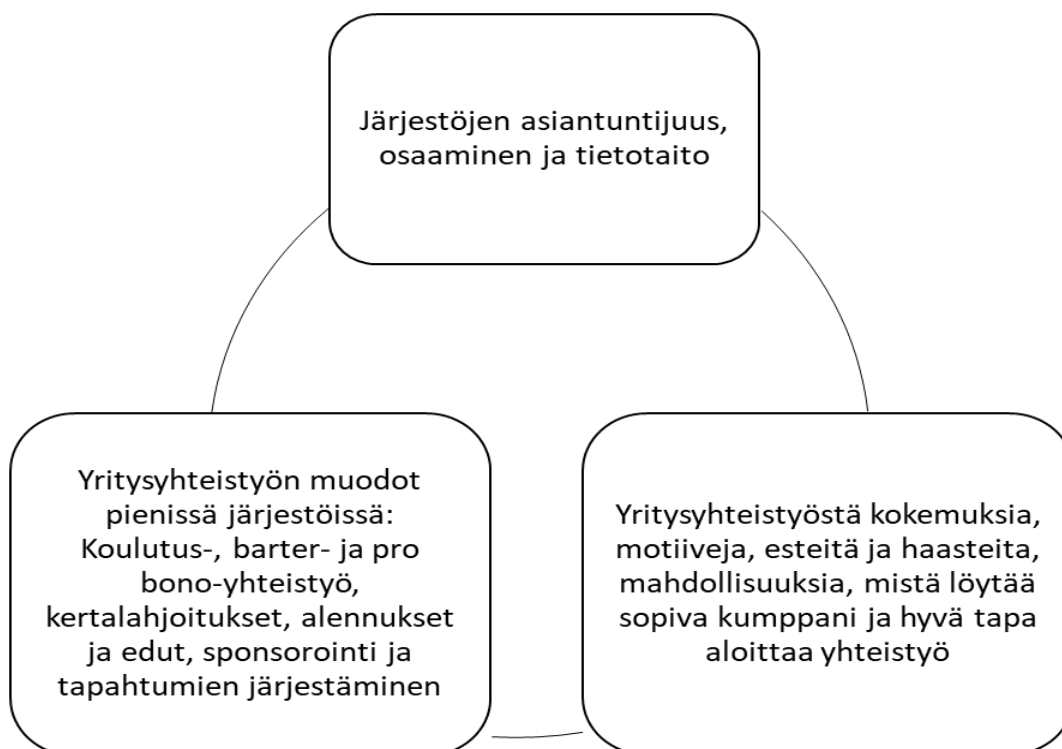 Järjestöjen asiantuntijuus,
osaaminen ja tietotaito
Yritysyhteistyön muodot
pienissä järjestöissä:
Koulutus-, barter- ja pro
bono-yhteistyö,
kertalahjoitukset, alennukset
ja edut, sponsorointi ja
tapahtumien järjestäminen
Yritysyhteistyöstä kokemuksia,
motiiveja, esteitä ja haasteita,
mahdollisuuksia, mistä löytää
sopiva kumppani ja hyvä tapa
aloittaa yhteistyö